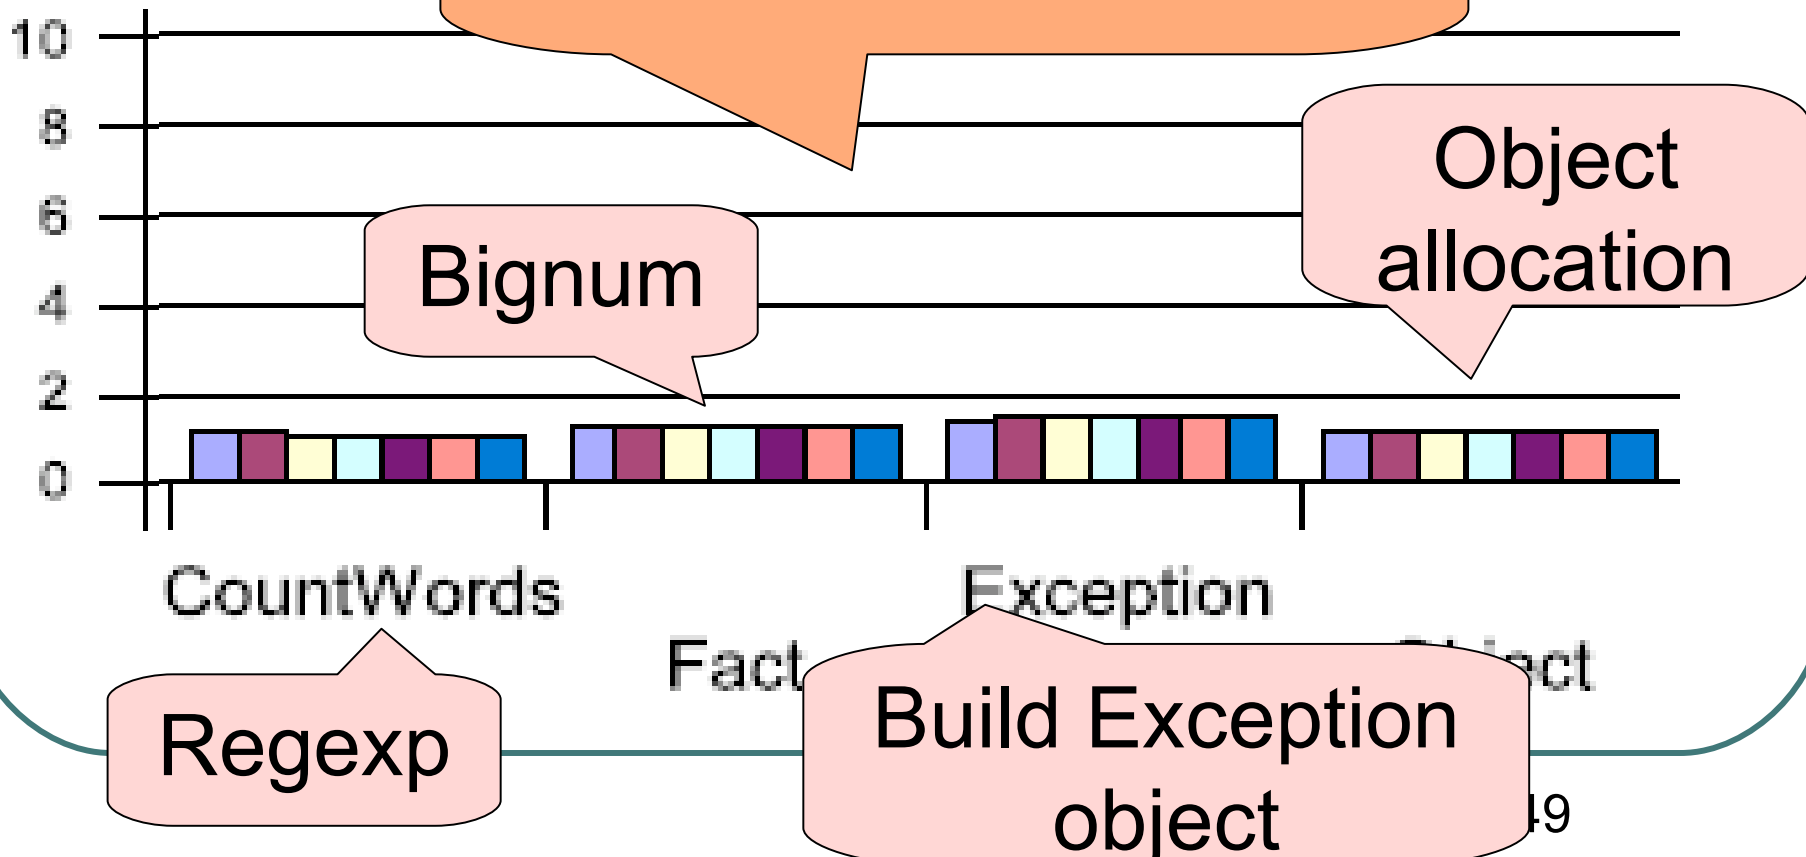 10
8
6
4
2
0
Object
allocation
Bignum
CountWords
Exception
Fact
Regexp
Build Exception
object